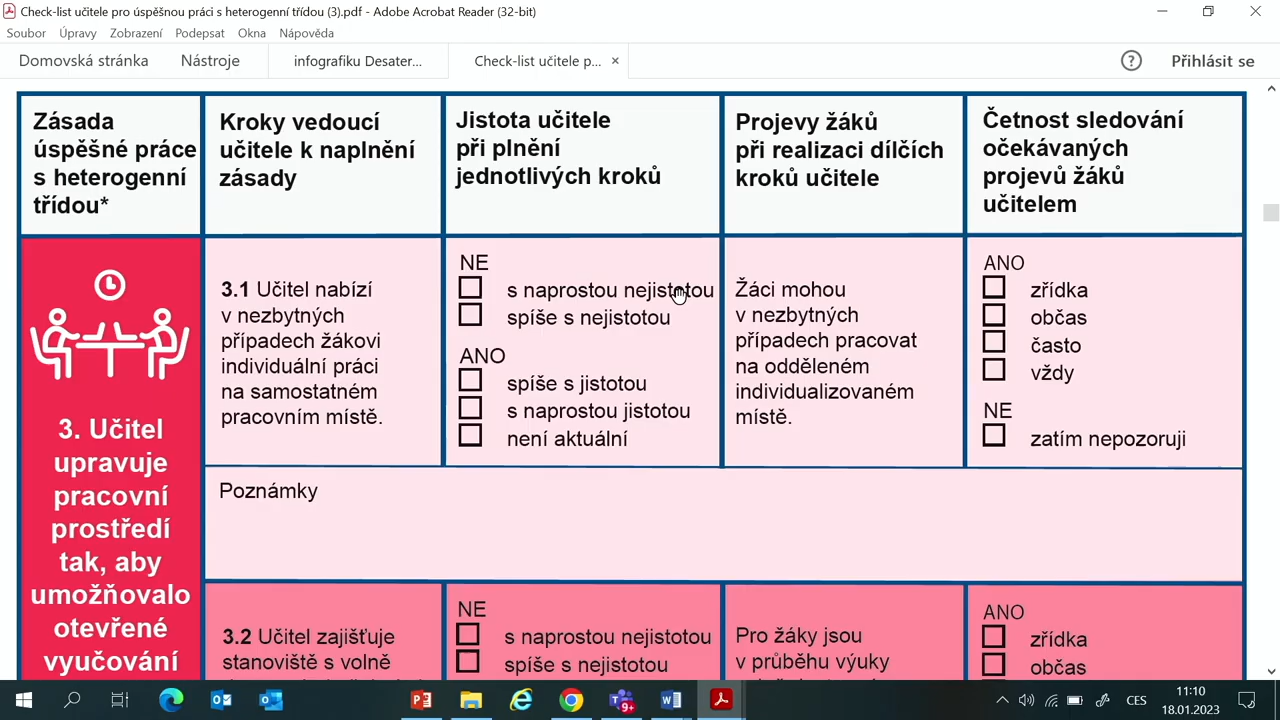 Check-list učitele pro úspěšnou práci s heterogenní třídou (3).pdf - Adobe Acrobat Reader (32-bit)
Soubor Úpravy Zobrazení Podepsat Okna Nápověda
Domovská stránka Nástroje infografiku Desater... Check-list učitele p... × ? Přihlásit se
Zásada
úspěšné práce
s heterogenní
třídou*
Kroky vedoucí
učitele k naplnění
zásady
Jistota učitele
při plnění
jednotlivých kroků
Projevy žáků
při realizaci dílčích
kroků učitele
Četnost sledování
očekávaných
projevů žáků
učitelem
3. Učitel
upravuje
pracovní
prostředí
tak, aby
umožňovalo
otevřené
vyučování
3.1 Učitel nabízí
v nezbytných
případech žákovi
individuální práci
na samostatném
pracovním místě.
NE
s naprostou nejistotou
spíše s nejistotou
ANO
spíše s jistotou
s naprostou jistotou
není aktuální
Žáci mohou
v nezbytných
případech pracovat
na odděleném
individualizovaném
místě.
ANO
zřídka
občas
často
vždy
NE
zatím nepozoruji
Poznámky
3.2 Učitel zajišťuje
stanoviště s volně
NE
s naprostou nejistotou
spíše s nejistotou
Pro žáky jsou
v průběhu výuky
ANO
zřídka
občas
9+
CES
11:10
18.01.2023